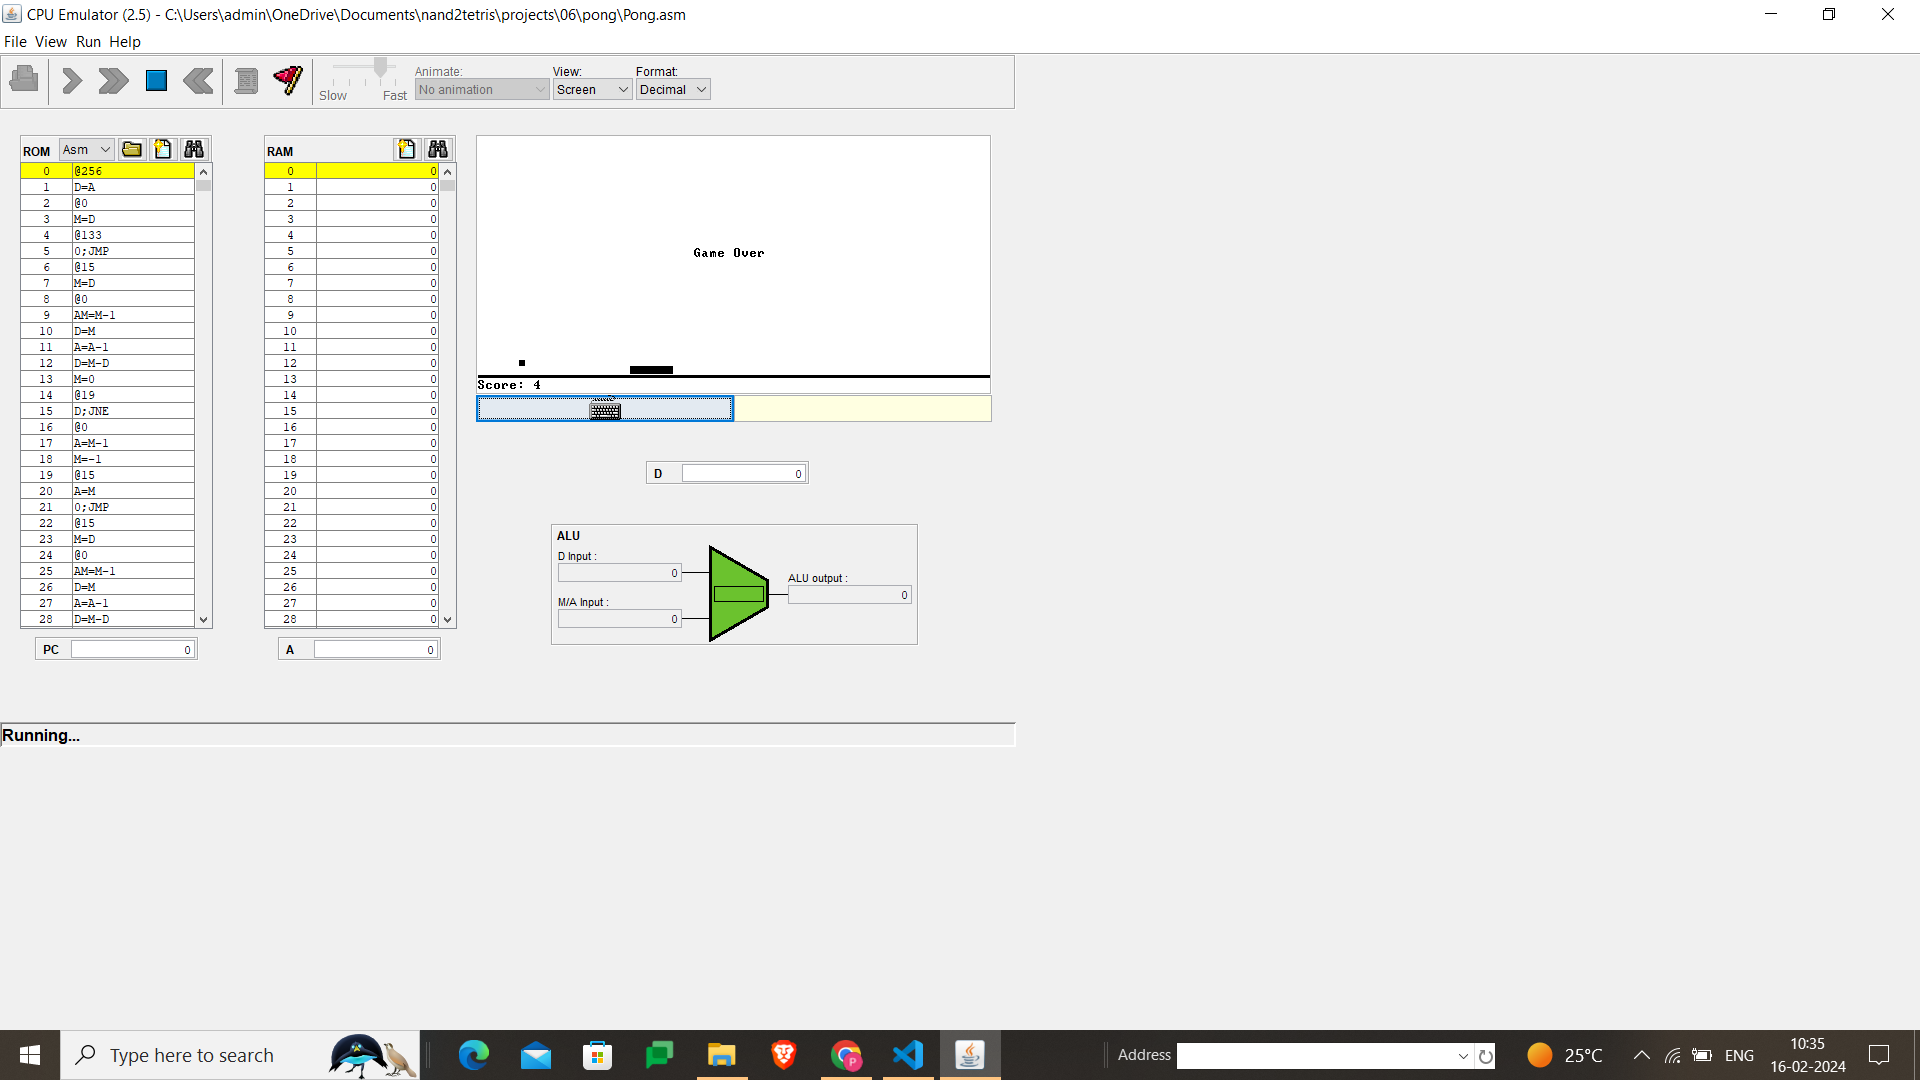 CPU Emulator (2.5) - C:\Users\admin\OneDrive\Documents\nand2tetris\projects\06\pong\Pong.asm
File View Run Help
Slow Fast
Animate:
No animation
View:
Screen
Format:
Decimal
ROM Asm
0 @256
1 D=A
2 @0
3 M=D
4 @133
5 0;JMP
6 @15
7 M=D
8 @0
9 AM=M-1
10 D=M
11 A=A-1
12 D=M-D
13 M=0
14 @19
15 D;JNE
16 @0
17 A=M-1
18 M=-1
19 @15
20 A=M
21 0;JMP
22 @15
23 M=D
24 @0
25 AM=M-1
26 D=M
27 A=A-1
28 D=M-D
PC 0
RAM
0 0
1 0
2 0
3 0
4 0
5 0
6 0
7 0
8 0
9 0
10 0
11 0
12 0
13 0
14 0
15 0
16 0
17 0
18 0
19 0
20 0
21 0
22 0
23 0
24 0
25 0
26 0
27 0
28 0
A 0
Game Over
Score: 4
D 0
ALU
D Input :
0
M/A Input :
0
ALU output :
0
Running...
Type here to search
Address
25°C
ENG
10:35
16-02-2024